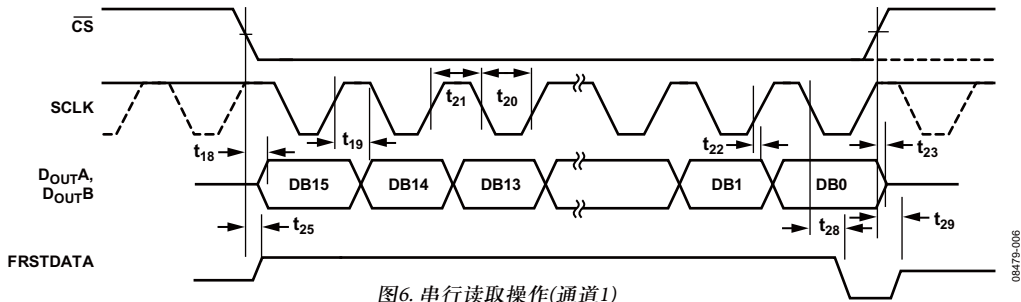 CS
SCLK
t21
t20
t18
t19
t22
t23
DOUTA,
DOUTB
DB15
DB14
DB13
DB1
DB0
t25
t28
t29
FRSTDATA
图6. 串行读取操作(通道1)
08479-006